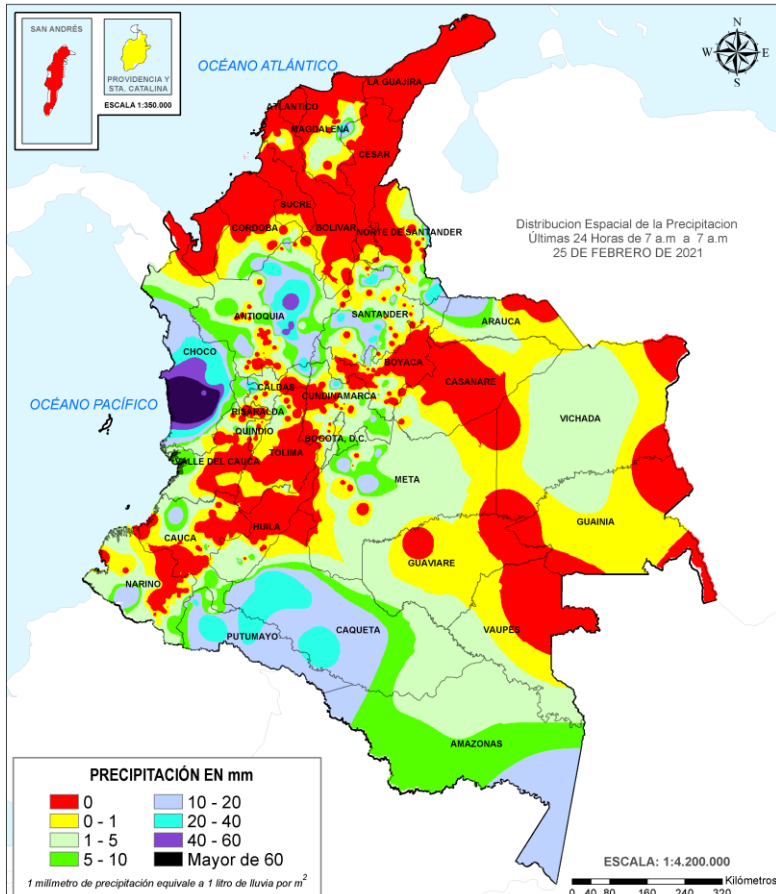 SAN ANDRÉS
PROVIDENCIA Y
STA. CATALINA
ESCALA 1:350.000
OCÉANO ATLÁNTICO
N
W E
S
LA GUAJIRA
ATLANTICO
MAGDALENA
CESAR
SUCRE
CORDOBA
BOLIVAR
NORTE DE SANTANDER
Distribucion Espacial de la Precipitacion
Últimas 24 Horas de 7 a.m a 7 a.m
25 DE FEBRERO DE 2021
ANTIOQUIA
SANTANDER
ARAUCA
CHOCO
BOYACA
CASANARE
OCÉANO PACÍFICO
CALDAS
CUNDINAMARCA
RISARALDA
VICHADA
QUINDIO
BOGOTA, D.C.
TOLIMA
VALLE DEL CAUCA
META
GUAINIA
HUILA
CAUCA
GUAVIARE
NARINO
VAUPES
PUTUMAYO
CAQUETA
AMAZONAS
PRECIPITACIÓN EN mm
0
10 - 20
0 - 1
20 - 40
1 - 5
40 - 60
5 - 10
Mayor de 60
1 milímetro de precipitación equivale a 1 litro de lluvia por m²
ESCALA: 1:4.200.000
Kilómetros
0 40 80 160 240 320